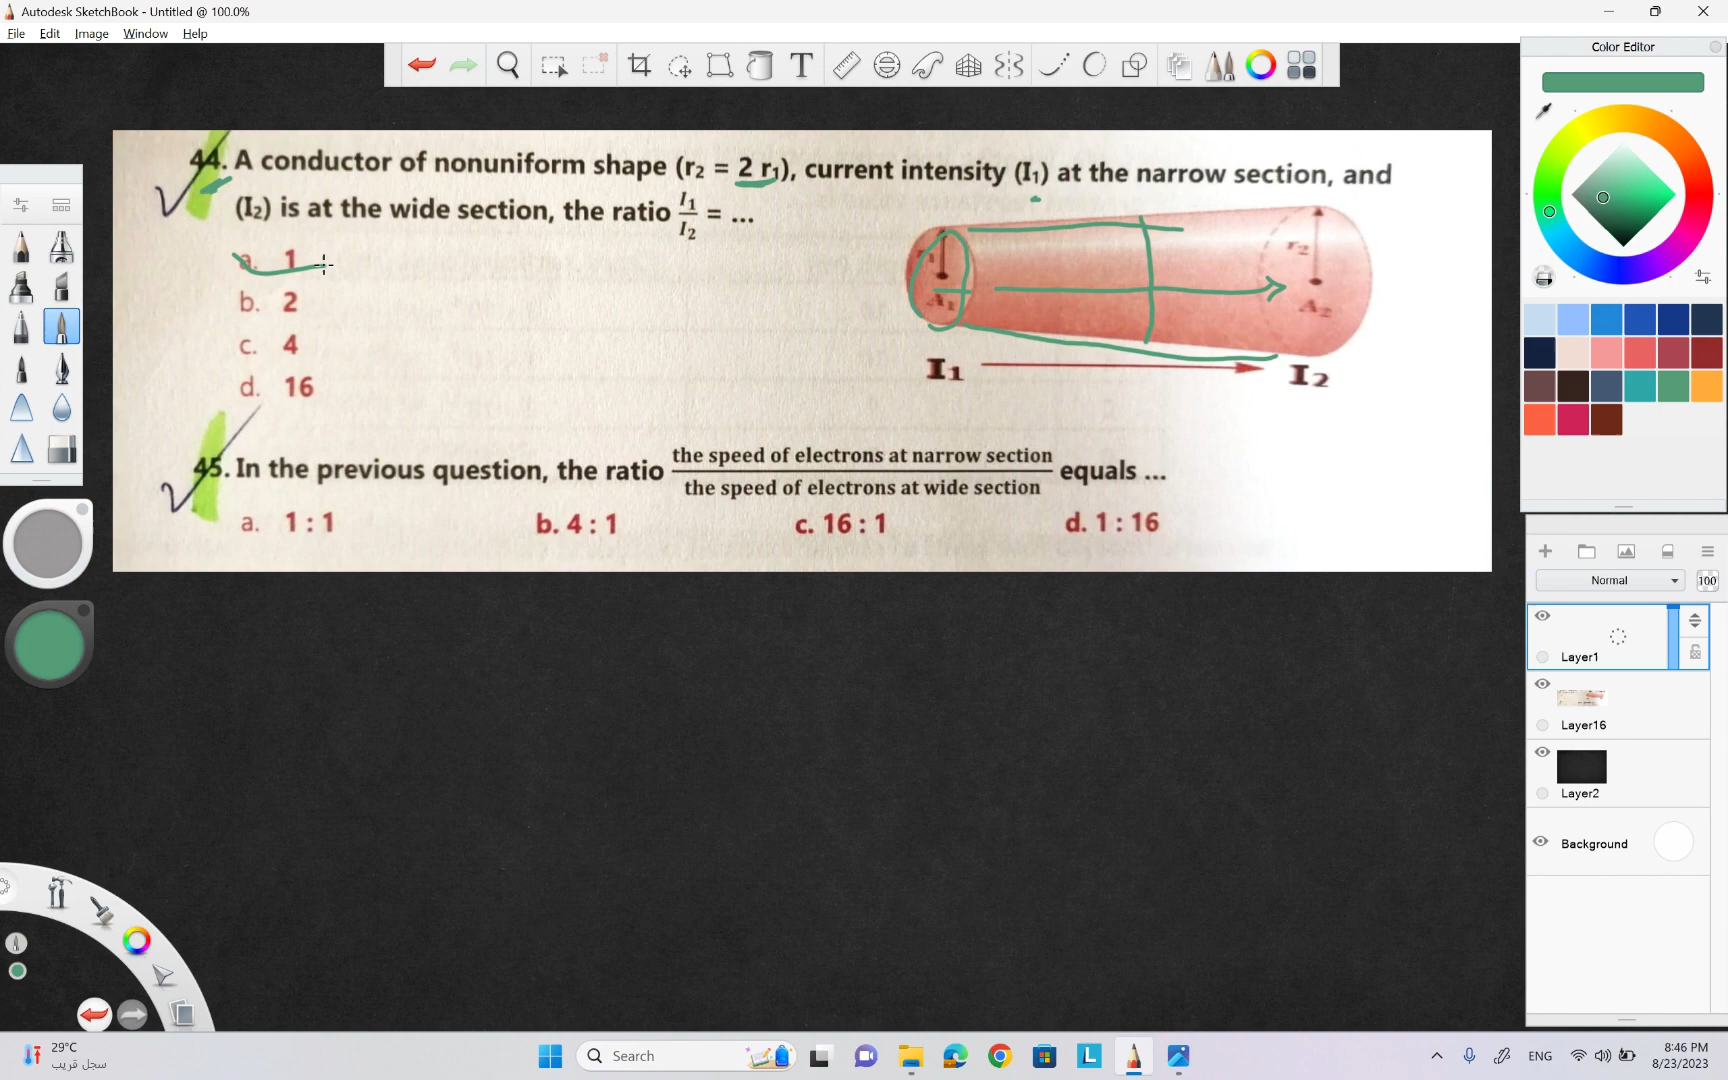 Autodesk SketchBook - Untitled @ 100.0%
File Edit Image Window Help
Color Editor
44. A conductor of nonuniform shape (r₂ = 2 r₁), current intensity (I₁) at the narrow section, and
(I₂) is at the wide section, the ratio I₁/I₂ = ...
a. 1
b. 2
c. 4
d. 16
r₂
A₁
A₂
I₁
I₂
45. In the previous question, the ratio the speed of electrons at narrow section / the speed of electrons at wide section equals ...
a. 1 : 1 b. 4 : 1 c. 16 : 1 d. 1 : 16
Normal
100
Layer1
Layer16
Layer2
Background
29°C
سجل قريب
Search
L
ENG
8:46 PM
8/23/2023